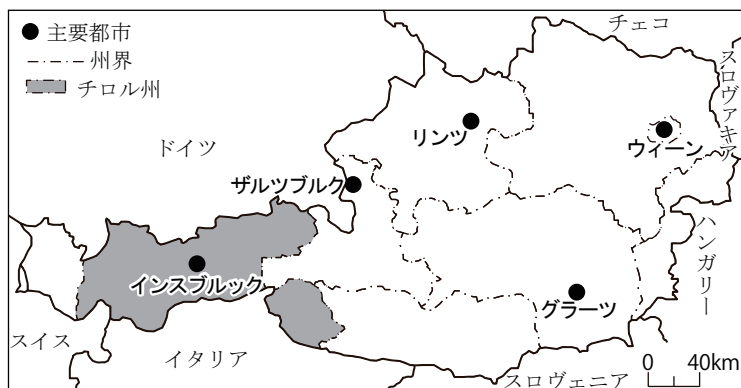 主要都市
州界
チロル州
チェコ
スロヴァキア
ドイツ
リンツ
ウィーン
ザルツブルク
ハンガリー
インスブルック
グラーツ
スイス
イタリア
スロヴェニア
0 40km